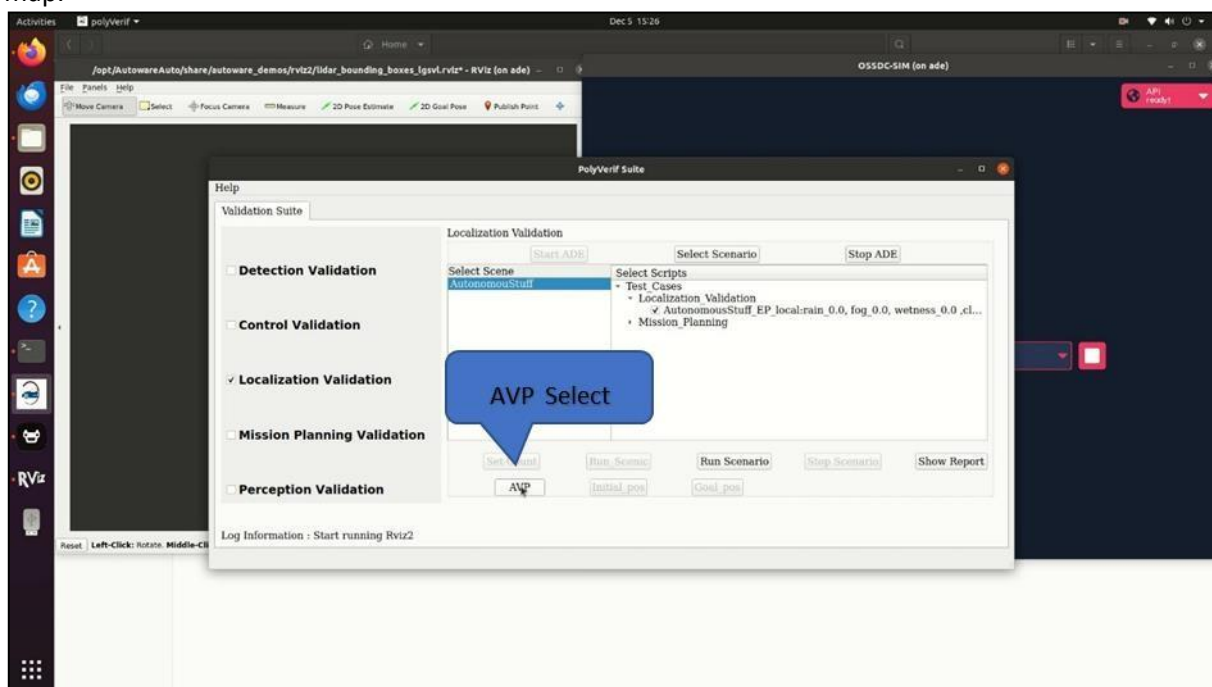 map.
Activities polyVerif Dec 5 15:26
Home
/opt/AutowareAuto/share/autoware_demos/rviz2/lidar_bounding_boxes_lgsvl.rviz* - RViz (on ade)
OSSDC-SIM (on ade)
File Panels Help
Move Camera Select Focus Camera Measure 2D Pose Estimate 2D Goal Pose Publish Point
API ready!
PolyVerif Suite
Help
Validation Suite
Localization Validation
Start ADE Select Scenario Stop ADE
Detection Validation
Control Validation
Localization Validation
Mission Planning Validation
Perception Validation
Select Scene
AutonomouStuff
Select Scripts
Test_Cases
Localization_Validation
AutonomousStuff_EP_local:rain_0.0, fog_0.0, wetness_0.0 ,cl...
Mission_Planning
AVP Select
Run_Scenic Run Scenario Stop Scenario Show Report
AVP Initial_pos Goal_pos
Log Information : Start running Rviz2
RViz
Reset Left-Click: Rotate. Middle-Cli